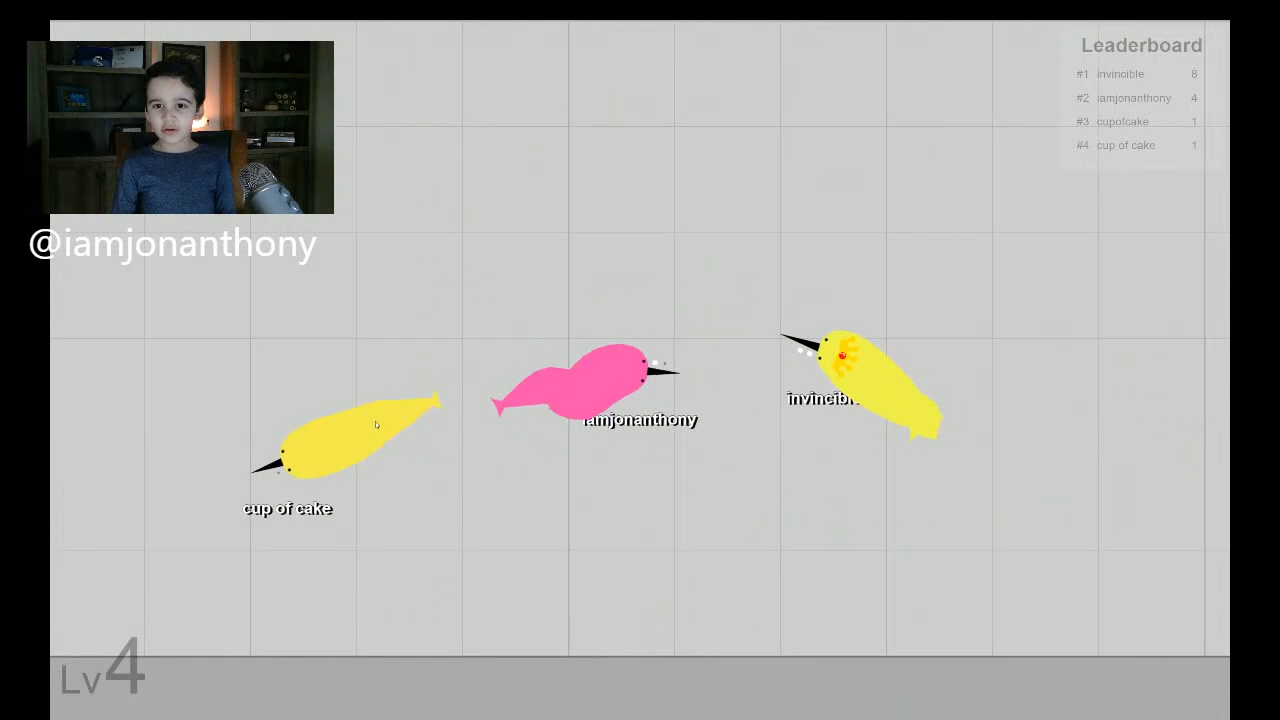 Leaderboard
#1 invincible 8
#2 iamjonanthony 4
#3 cupofcake 1
#4 cup of cake 1
@iamjonanthony
invincible
iamjonanthony
cup of cake
Lv4